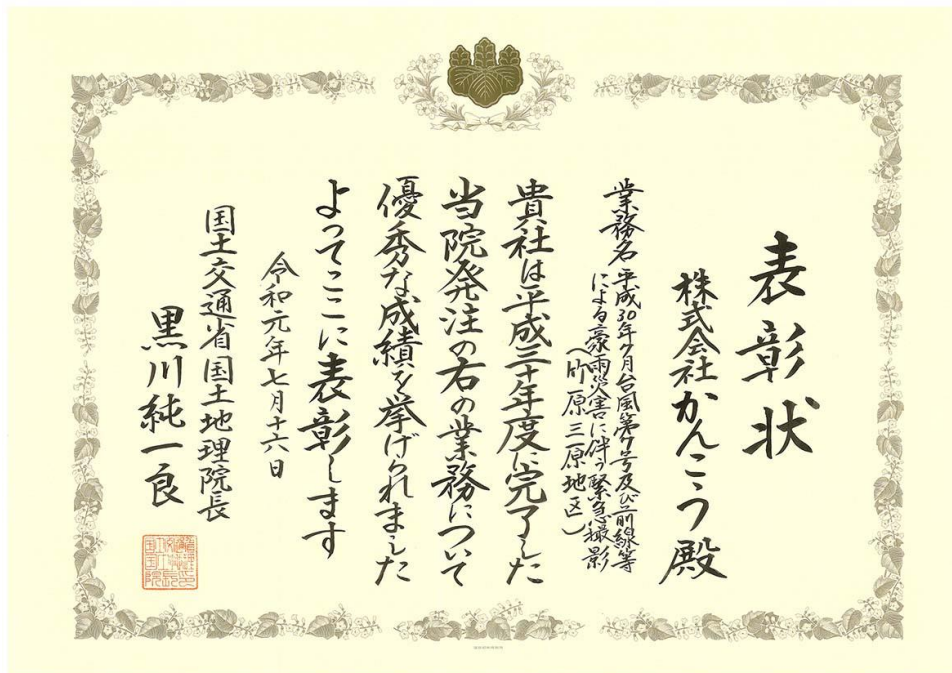 表彰状
株式会社かんこう殿
業務名 平成30年7月台風第7号及び前線等
による豪雨災害に伴う緊急撮影
(竹原三原地区)
貴社は平成三十年度に完了した
当院発注の右の業務について
優秀な成績を挙げられました
よってここに表彰します
令和元年七月十六日
国土交通省国土地理院長
黒川純一良